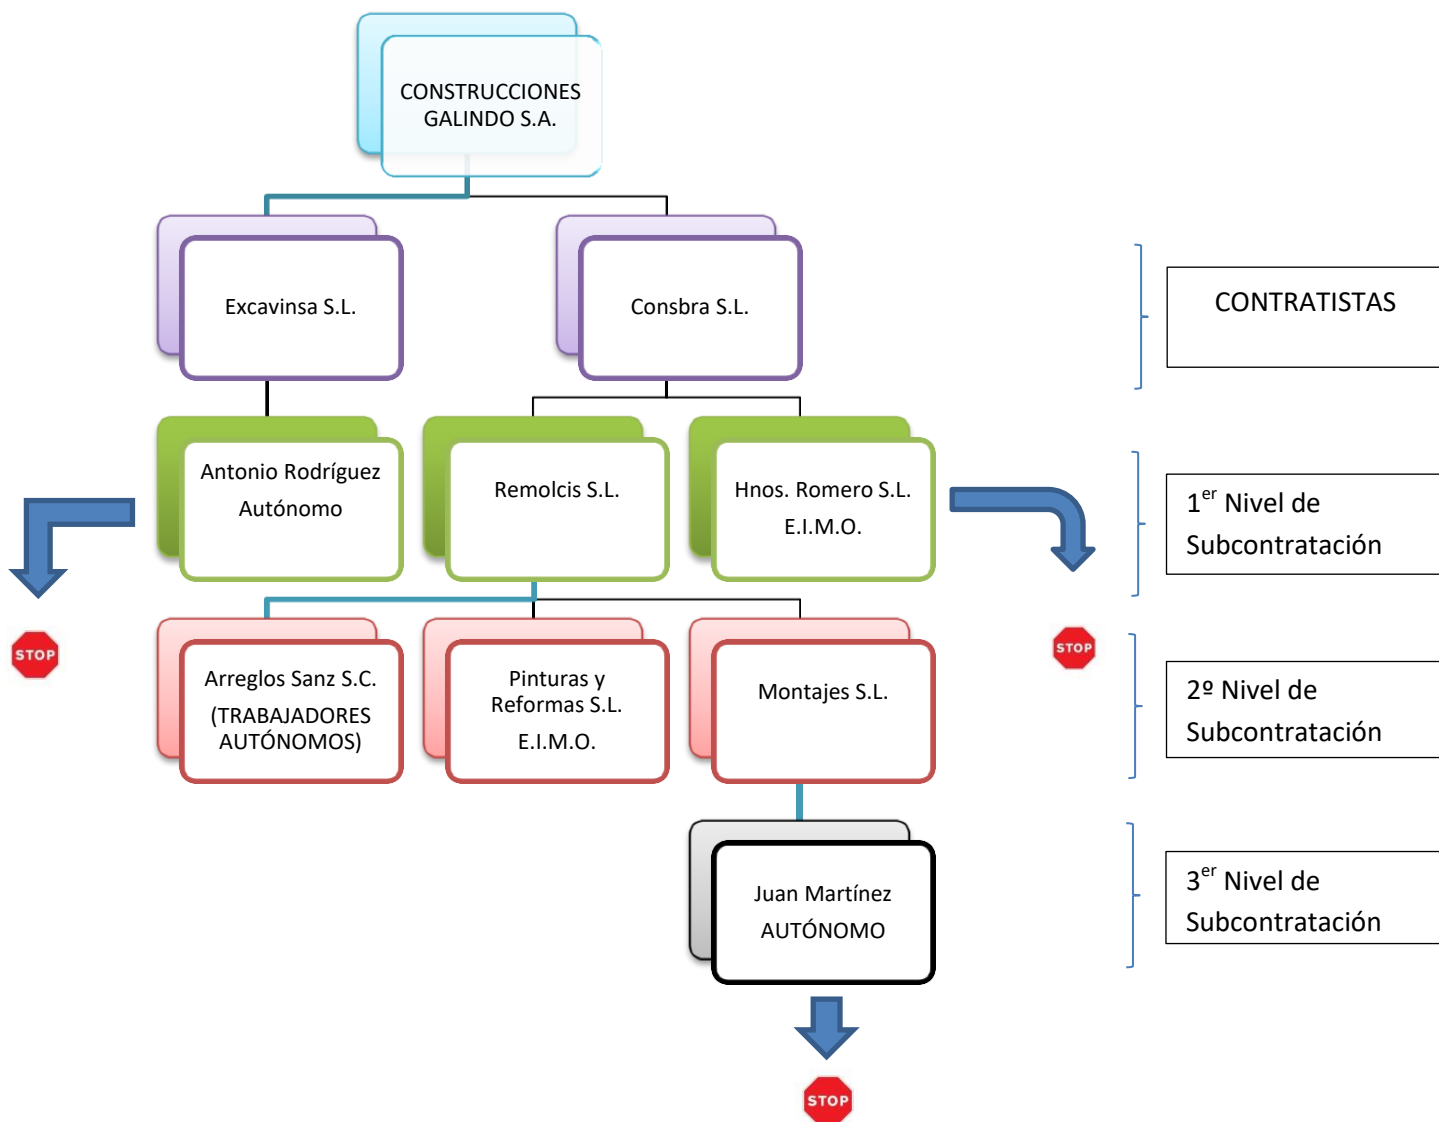 CONSTRUCCIONES
GALINDO S.A.
Excavinsa S.L.
Consbra S.L.
CONTRATISTAS
Antonio Rodríguez
Autónomo
Remolcis S.L.
Hnos. Romero S.L.
E.I.M.O.
1er Nivel de
Subcontratación
STOP
STOP
Arreglos Sanz S.C.
(TRABAJADORES
AUTÓNOMOS)
Pinturas y
Reformas S.L.
E.I.M.O.
Montajes S.L.
2º Nivel de
Subcontratación
Juan Martínez
AUTÓNOMO
3er Nivel de
Subcontratación
STOP